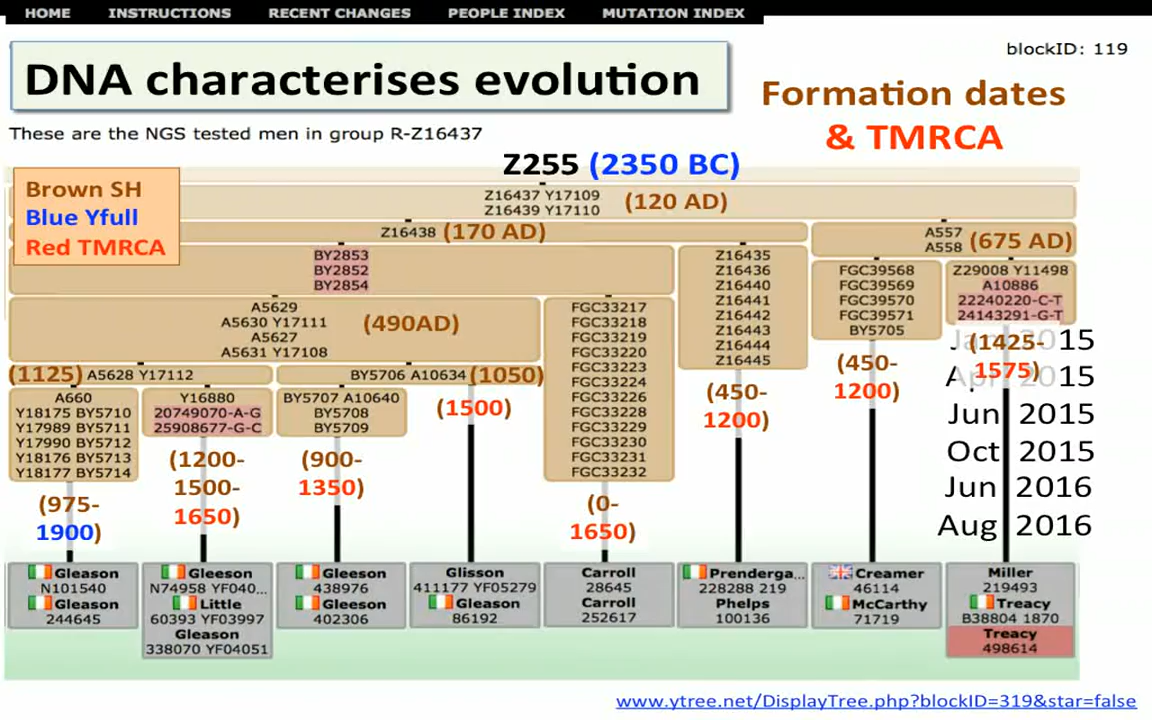 HOME INSTRUCTIONS RECENT CHANGES PEOPLE INDEX MUTATION INDEX
blockID: 119
DNA characterises evolution
Formation dates
& TMRCA
These are the NGS tested men in group R-Z16437
Z255 (2350 BC)
Brown SH
Blue Yfull
Red TMRCA
Z16437 Y17109
Z16439 Y17110
(120 AD)
Z16438 (170 AD)
A557
A558
(675 AD)
BY2853
BY2852
BY2854
Z16435
Z16436
Z16440
Z16441
Z16442
Z16443
Z16444
Z16445
FGC39568
FGC39569
FGC39570
FGC39571
BY5705
Z29008 Y11498
A10886
22240220-C-T
24143291-G-T
A5629
A5630 Y17111
A5627
A5631 Y17108
(490AD)
FGC33217
FGC33218
FGC33219
FGC33220
FGC33223
FGC33224
FGC33226
FGC33228
FGC33229
FGC33230
FGC33231
FGC33232
(1125) A5628 Y17112
BY5706 A10634 (1050)
A660
Y18175 BY5710
Y17989 BY5711
Y17990 BY5712
Y18176 BY5713
Y18177 BY5714
Y16880
20749070-A-G
25908677-G-C
BY5707 A10640
BY5708
BY5709
(975-
1900)
(1200-
1500-
1650)
(900-
1350)
(1500)
(0-
1650)
(450-
1200)
(450-
1200)
(1425-
1575)
2015
2015
Jun 2015
Oct 2015
Jun 2016
Aug 2016
Gleason
N101540
Gleason
244645
Gleeson
N74958 YF040...
Little
60393 YF03997
Gleason
338070 YF04051
Gleeson
438976
Gleeson
402306
Glisson
411177 YF05279
Gleason
86192
Carroll
28645
Carroll
252617
Prenderga...
228288 219
Phelps
100136
Creamer
46114
McCarthy
71719
Miller
219493
Treacy
B38804 1870
Treacy
498614
www.ytree.net/DisplayTree.php?blockID=319&star=false